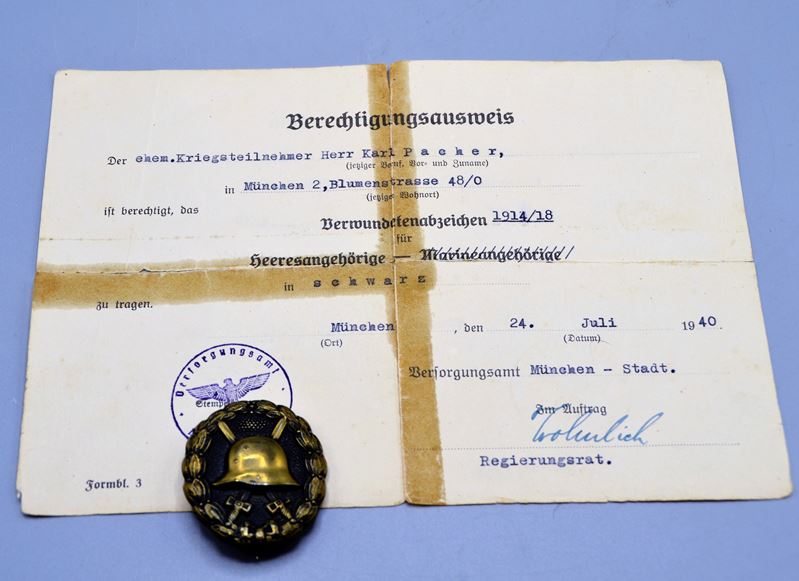 Berechtigungsausweis
Der ehem.Kriegsteilnehmer Herr Karl Pacher,
(jetziger Beruf, Vor- und Zuname)
in München 2,Blumenstrasse 48/0
(jetzige Wohnort)
ist berechtigt, das
Verwundetenabzeichen 1914/18
für
Heeresangehörige — Marineangehörige/
in schwarz
zu tragen.
München, den 24. Juli 1940.
(Ort) (Datum)
Versorgungsamt
Versorgungsamt München - Stadt.
Im Auftrag
Regierungsrat.
Formbl. 3